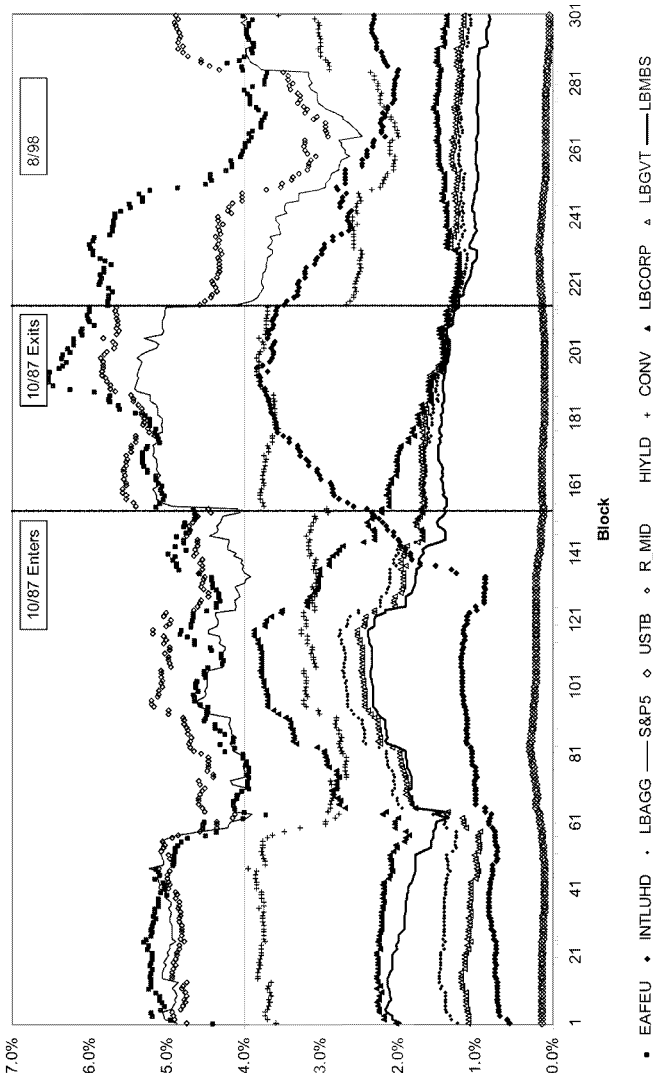 7.0%
6.0%
5.0%
4.0%
3.0%
2.0%
1.0%
0.0%
10/87 Enters
10/87 Exits
8/98
1 21 41 61 81 101 121 141 161 181 201 221 241 261 281 301
Block
EAFEU INTLUHD LBAGG S&P5 USTB R_MID HIYLD CONV LBCORP LBGVT LBMBS